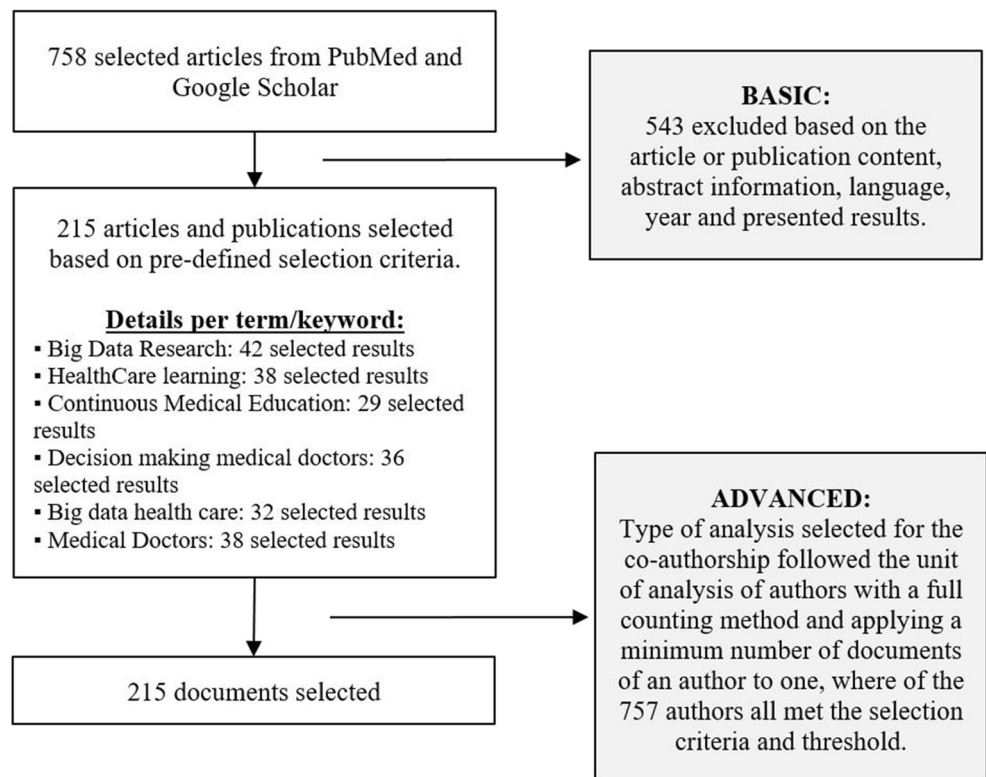 758 selected articles from PubMed and
Google Scholar
BASIC:
543 excluded based on the
article or publication content,
abstract information, language,
year and presented results.
215 articles and publications selected
based on pre-defined selection criteria.
Details per term/keyword:
▪ Big Data Research: 42 selected results
▪ HealthCare learning: 38 selected results
▪ Continuous Medical Education: 29 selected
results
▪ Decision making medical doctors: 36
selected results
▪ Big data health care: 32 selected results
▪ Medical Doctors: 38 selected results
ADVANCED:
Type of analysis selected for the
co-authorship followed the unit
of analysis of authors with a full
counting method and applying a
minimum number of documents
of an author to one, where of the
757 authors all met the selection
criteria and threshold.
215 documents selected